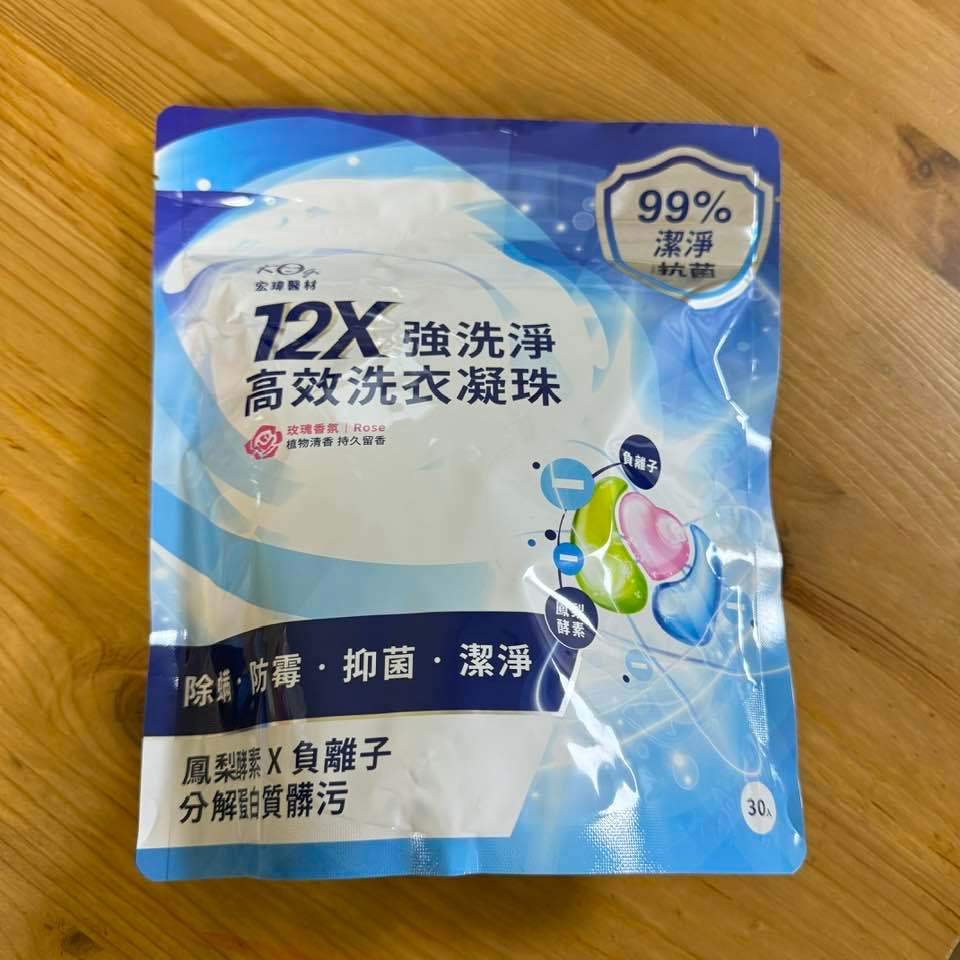 99%
潔淨
抗菌
宏瑋醫材
12X 強洗淨
高效洗衣凝珠
玫瑰香氛 | Rose
植物清香 持久留香
負離子
鳳梨
酵素
除蟎·防霉·抑菌·潔淨
鳳梨酵素 X 負離子
分解蛋白質髒污
30入